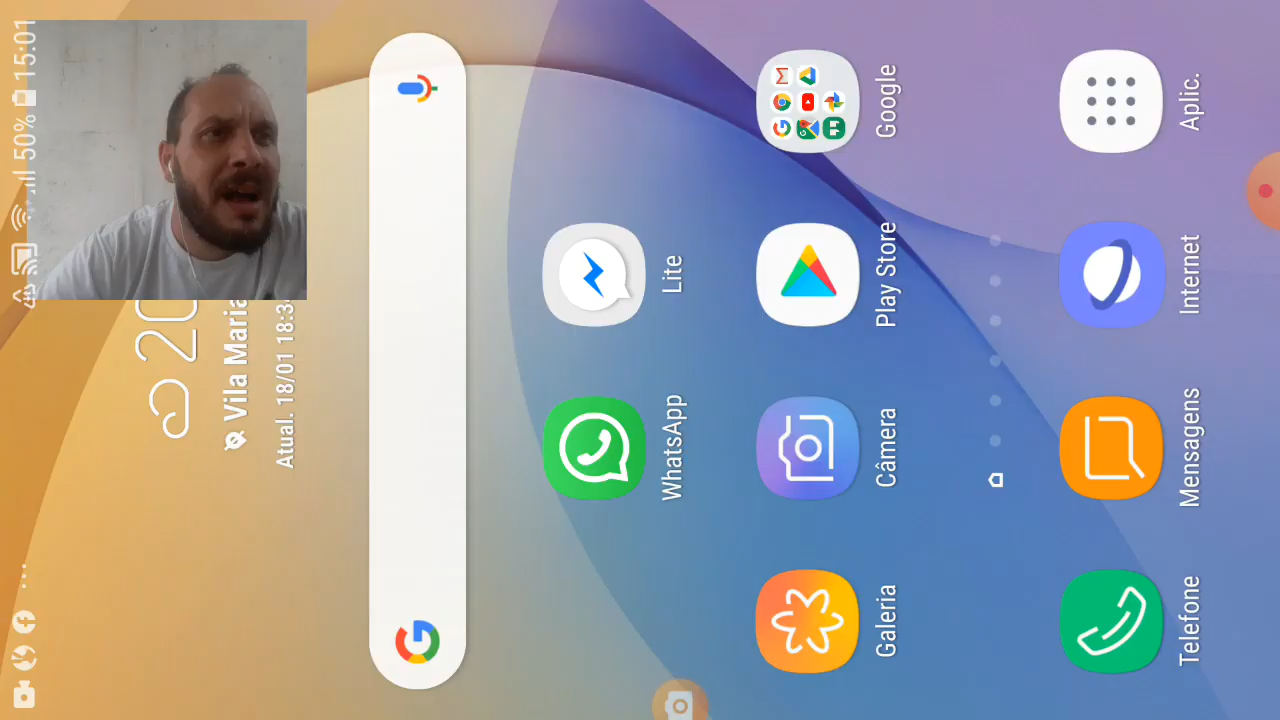 50% 15:01
20
Vila Maria
Atual. 18/01 18:3
Lite
WhatsApp
Galeria
Câmera
Play Store
Google
Telefone
Mensagens
Internet
Aplic.